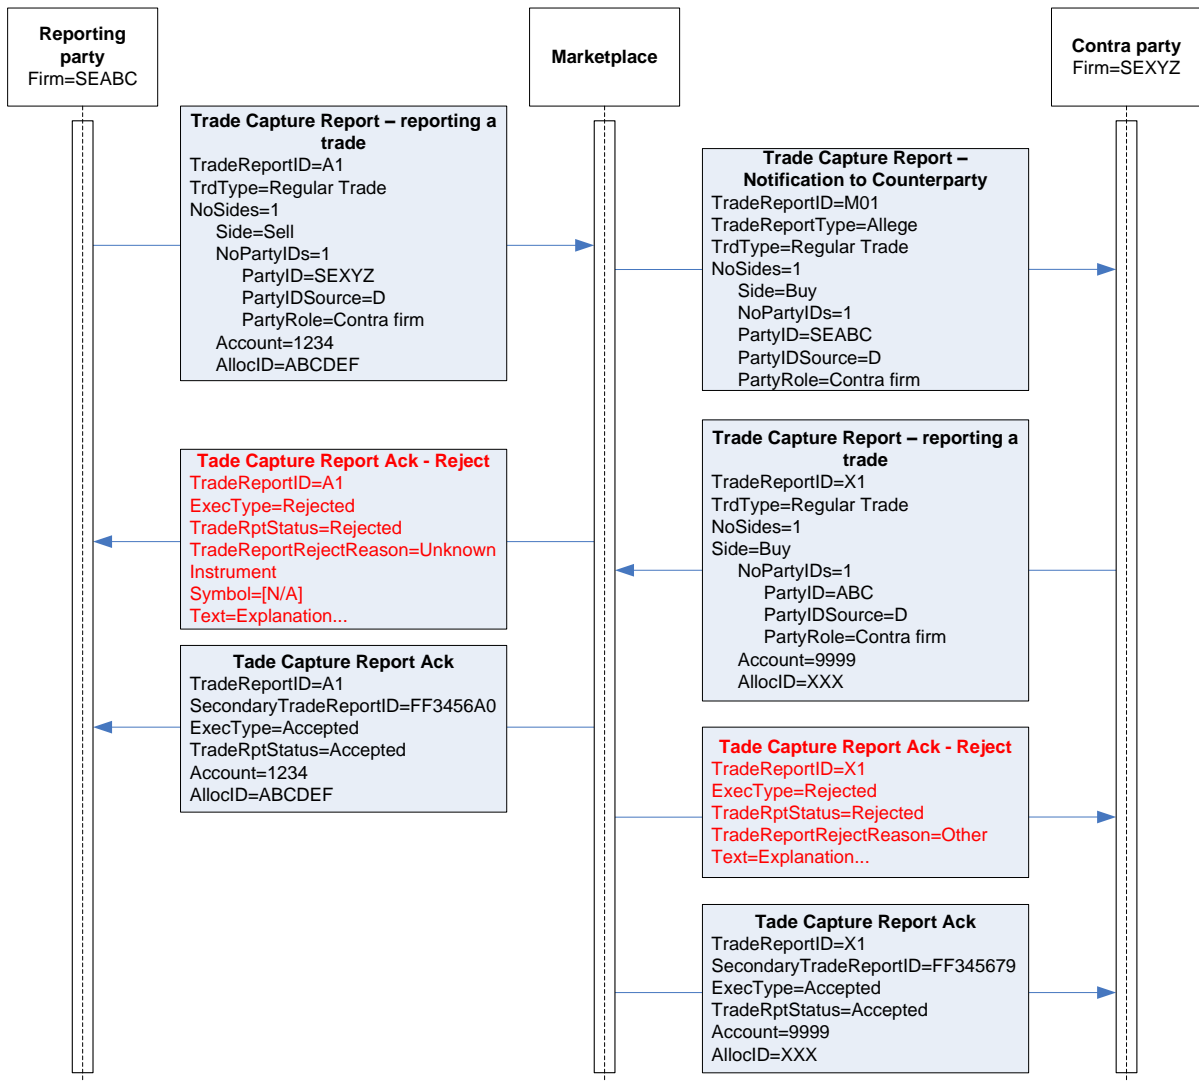 Reporting
party
Firm=SEABC
Marketplace
Contra party
Firm=SEXYZ
Trade Capture Report – reporting a
trade
TradeReportID=A1
TrdType=Regular Trade
NoSides=1
Side=Sell
NoPartyIDs=1
PartyID=SEXYZ
PartyIDSource=D
PartyRole=Contra firm
Account=1234
AllocID=ABCDEF
Trade Capture Report –
Notification to Counterparty
TradeReportID=M01
TradeReportType=Allege
TrdType=Regular Trade
NoSides=1
Side=Buy
NoPartyIDs=1
PartyID=SEABC
PartyIDSource=D
PartyRole=Contra firm
Trade Capture Report – reporting a
trade
TradeReportID=X1
TrdType=Regular Trade
NoSides=1
Side=Buy
NoPartyIDs=1
PartyID=ABC
PartyIDSource=D
PartyRole=Contra firm
Account=9999
AllocID=XXX
Tade Capture Report Ack - Reject
TradeReportID=A1
ExecType=Rejected
TradeRptStatus=Rejected
TradeReportRejectReason=Unknown
Instrument
Symbol=[N/A]
Text=Explanation...
Tade Capture Report Ack
TradeReportID=A1
SecondaryTradeReportID=FF3456A0
ExecType=Accepted
TradeRptStatus=Accepted
Account=1234
AllocID=ABCDEF
Tade Capture Report Ack - Reject
TradeReportID=X1
ExecType=Rejected
TradeRptStatus=Rejected
TradeReportRejectReason=Other
Text=Explanation...
Tade Capture Report Ack
TradeReportID=X1
SecondaryTradeReportID=FF345679
ExecType=Accepted
TradeRptStatus=Accepted
Account=9999
AllocID=XXX